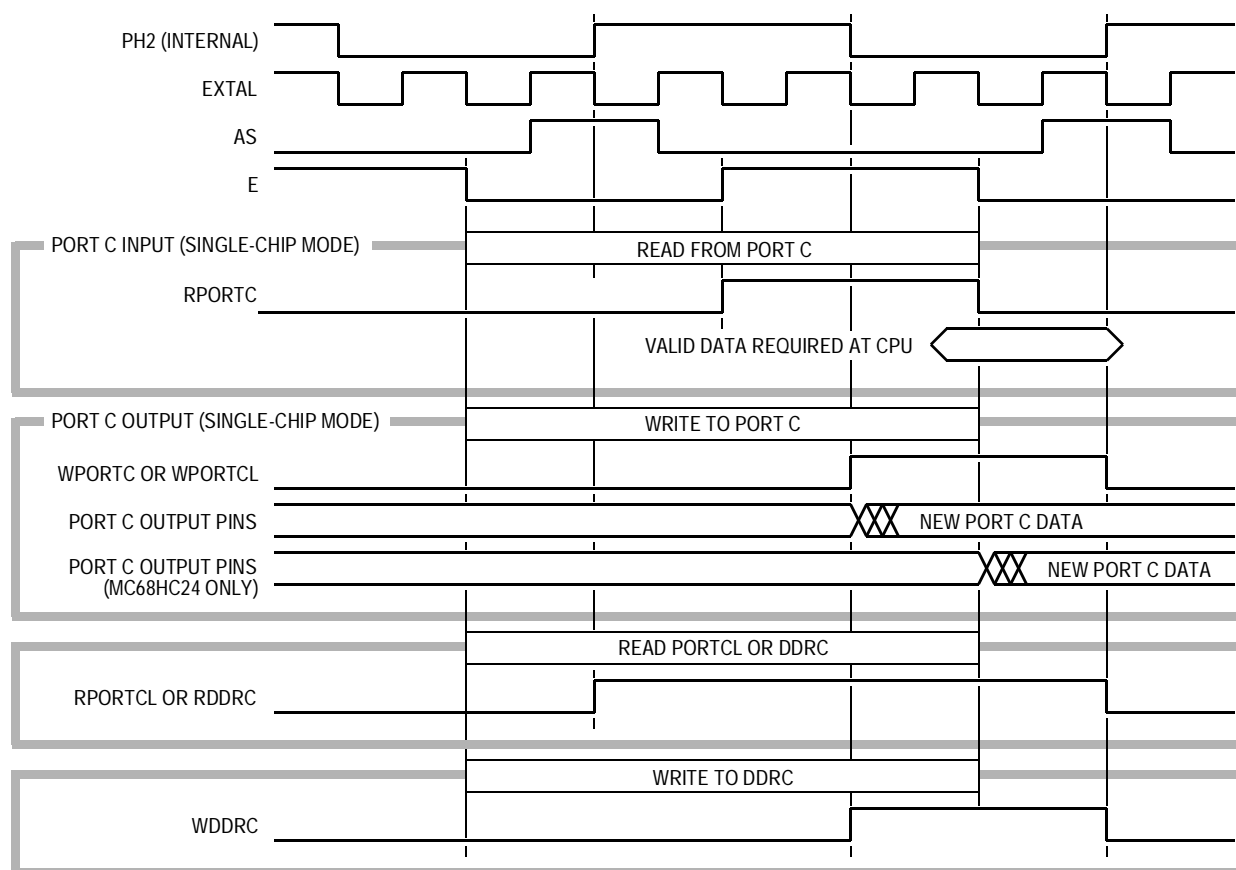 PH2 (INTERNAL)
EXTAL
AS
E
PORT C INPUT (SINGLE-CHIP MODE)
READ FROM PORT C
RPORTC
VALID DATA REQUIRED AT CPU
PORT C OUTPUT (SINGLE-CHIP MODE)
WRITE TO PORT C
WPORTC OR WPORTCL
PORT C OUTPUT PINS
NEW PORT C DATA
PORT C OUTPUT PINS
(MC68HC24 ONLY)
NEW PORT C DATA
READ PORTCL OR DDRC
RPORTCL OR RDDRC
WRITE TO DDRC
WDDRC